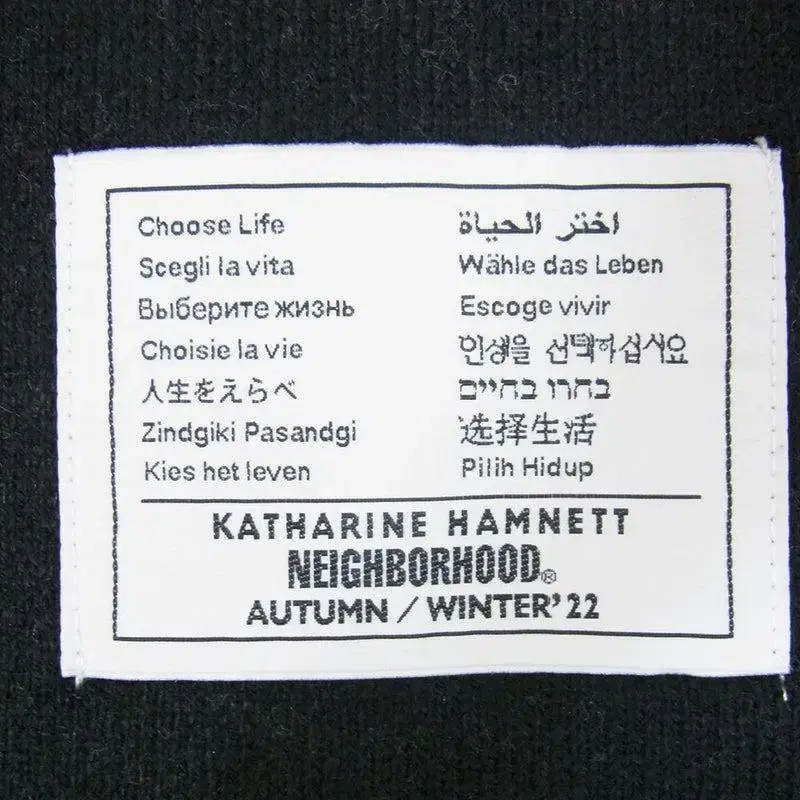 Choose Life
Scegli la vita
Выберите жизнь
Choisie la vie
人生をえらべ
Zindgiki Pasandgi
Kies het leven
اختر الحياة
Wähle das Leben
Escoge vivir
인생을 선택하십시요
בחרו בחיים
选择生活
Pilih Hidup
KATHARINE HAMNETT
NEIGHBORHOOD®
AUTUMN / WINTER'22